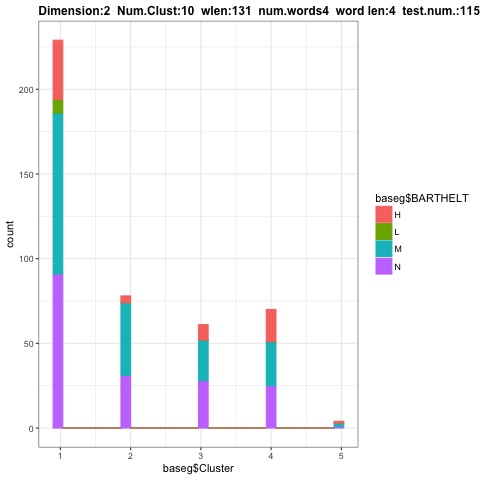 Dimension:2 Num.Clust:10 wlen:131 num.words4 word len:4 test.num.:115
200
150
100
50
0
count
1 2 3 4 5
baseg$Cluster
baseg$BARTHELT
H
L
M
N